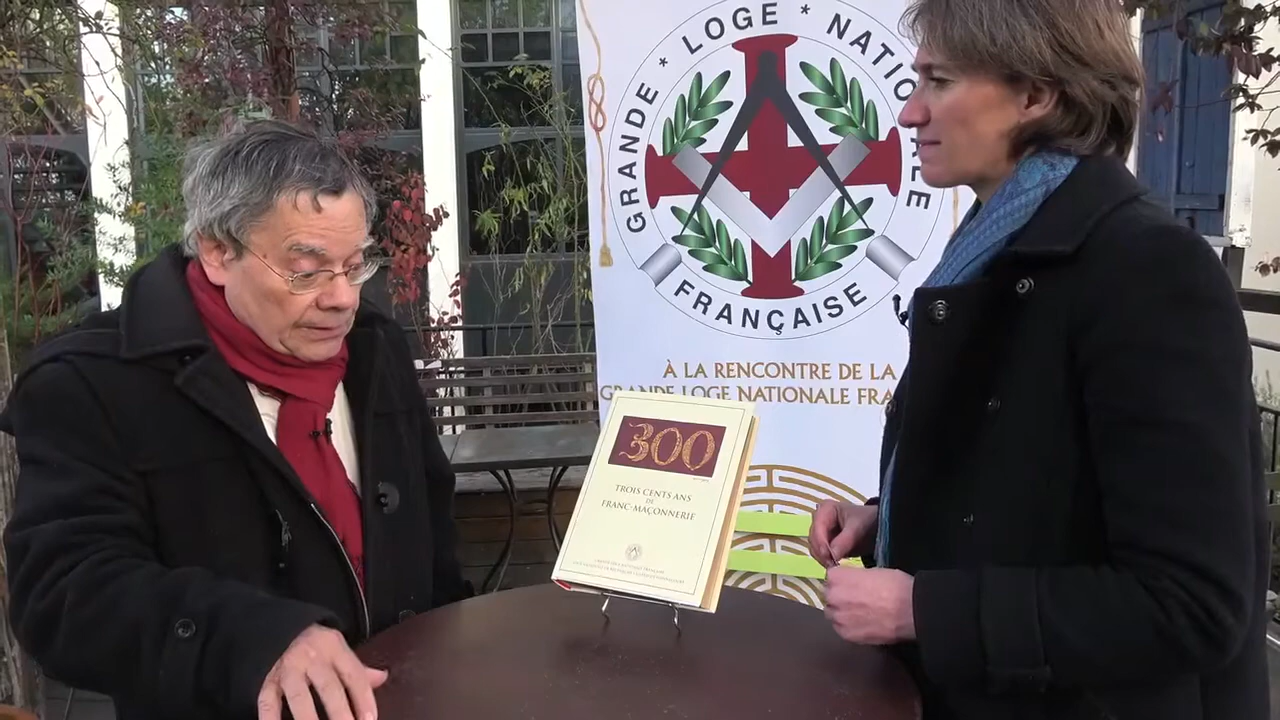 GRANDE * LOGE * NATIONALE
FRANÇAISE
À LA RENCONTRE DE LA
GRANDE LOGE NATIONALE FRA
300
TROIS CENTS ANS
DE
FRANC-MAÇONNERIE